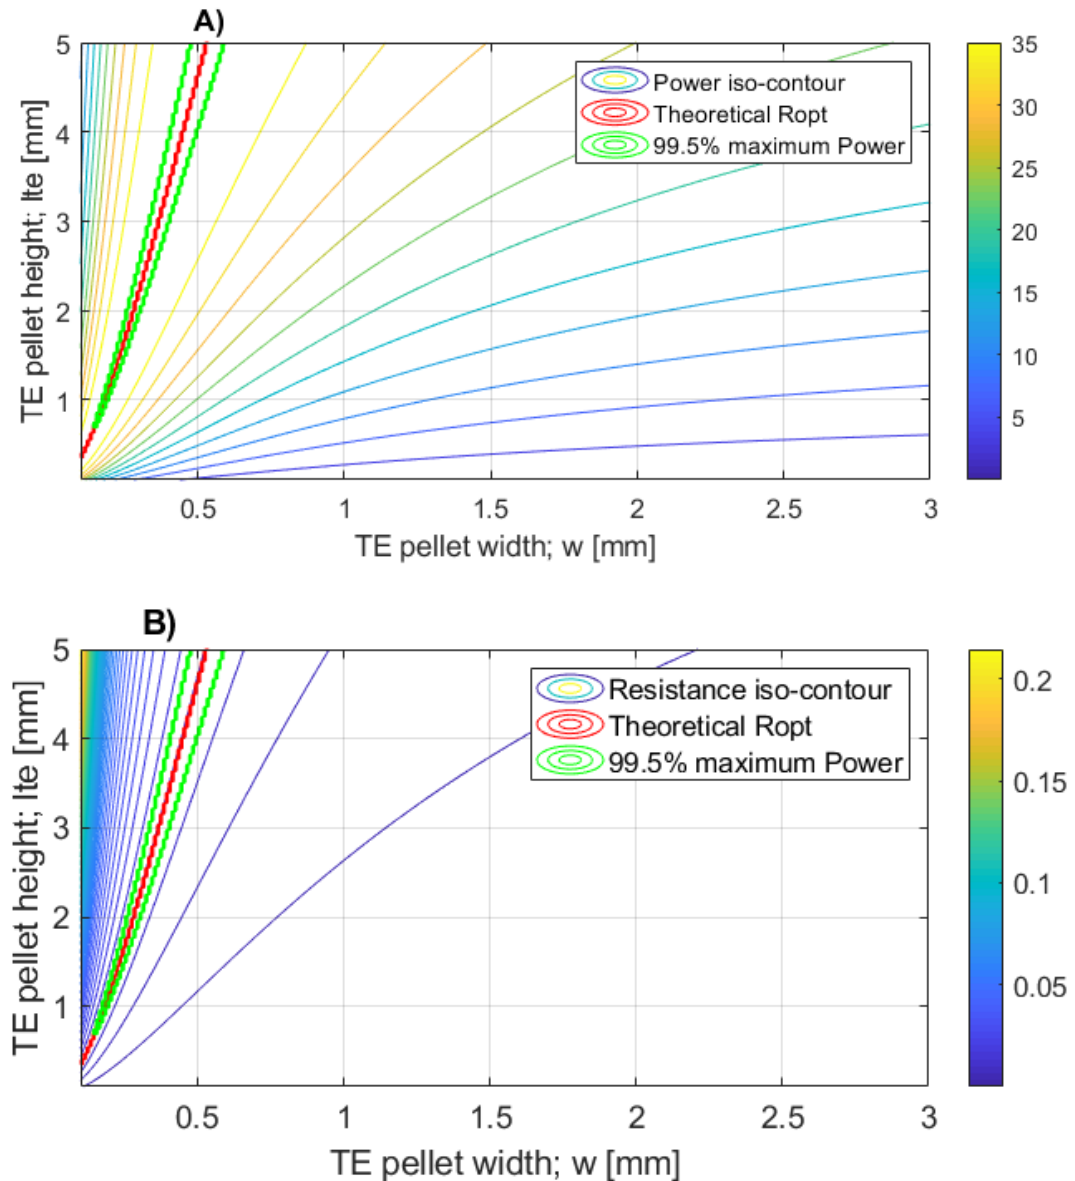 A)
TE pellet height; lte [mm]
5
4
3
2
1
0.5
1
1.5
2
2.5
3
TE pellet width; w [mm]
Power iso-contour
Theoretical Ropt
99.5% maximum Power
35
30
25
20
15
10
5
B)
TE pellet height; lte [mm]
5
4
3
2
1
0.5
1
1.5
2
2.5
3
TE pellet width; w [mm]
Resistance iso-contour
Theoretical Ropt
99.5% maximum Power
0.2
0.15
0.1
0.05